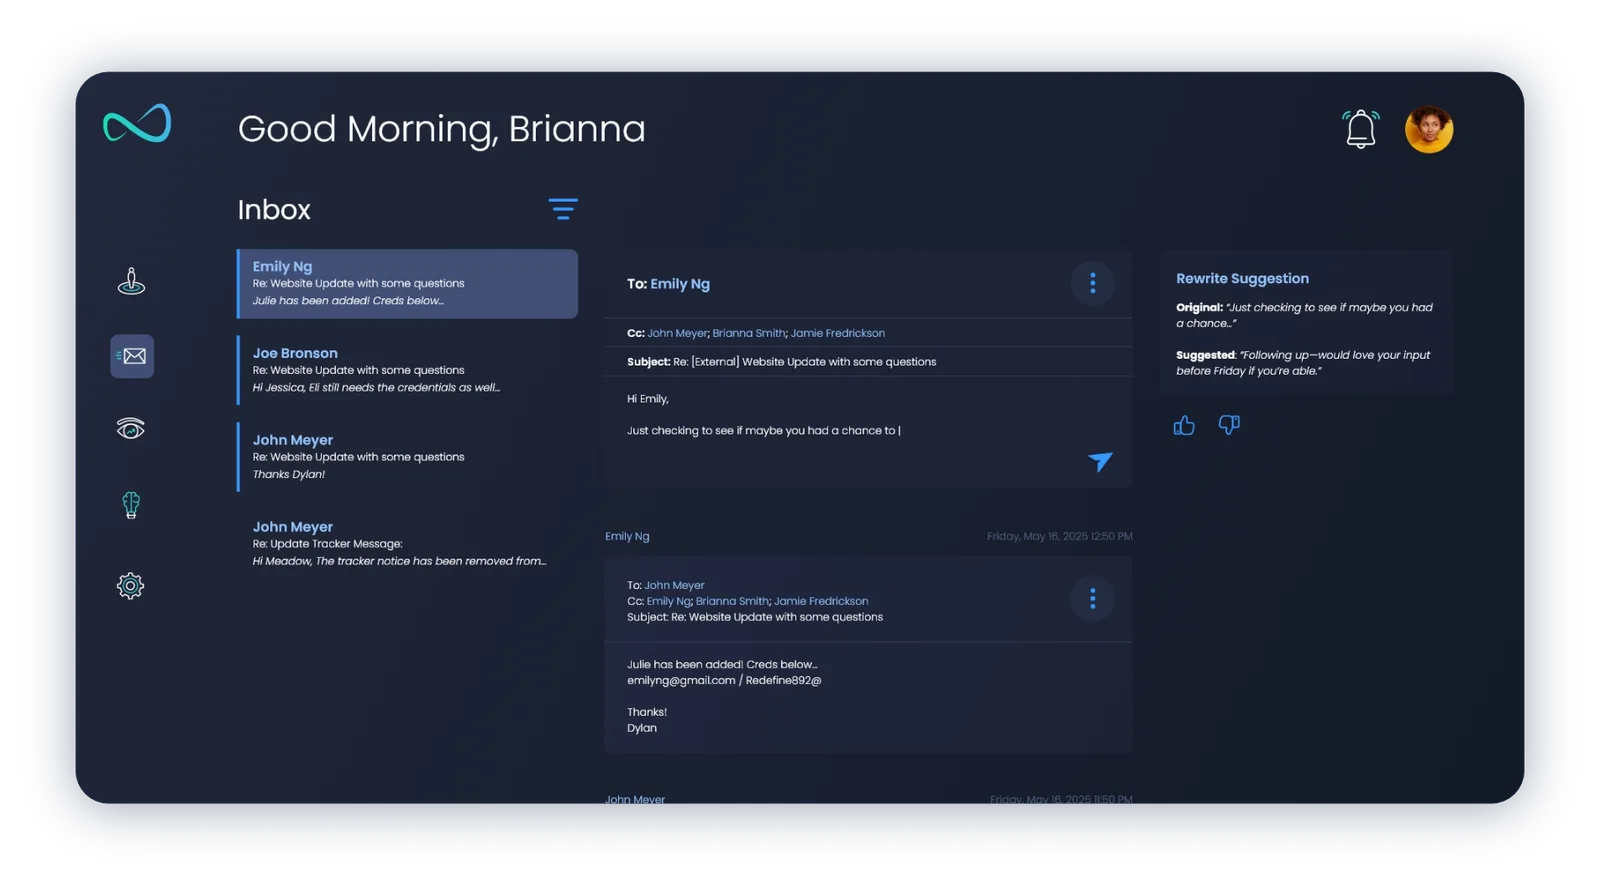 Good Morning, Brianna
Inbox
Emily Ng
Re: Website Update with some questions
Julie has been added! Creds below...
Joe Bronson
Re: Website Update with some questions
Hi Jessica, Eli still needs the credentials as well...
John Meyer
Re: Website Update with some questions
Thanks Dylan!
John Meyer
Re: Update Tracker Message:
Hi Meadow, The tracker notice has been removed from...
To: Emily Ng
Cc: John Meyer; Brianna Smith; Jamie Fredrickson
Subject: Re: [External] Website Update with some questions
Hi Emily,
Just checking to see if maybe you had a chance to |
Emily Ng
Friday, May 16, 2025 12:50 PM
To: John Meyer
Cc: Emily Ng; Brianna Smith; Jamie Fredrickson
Subject: Re: Website Update with some questions
Julie has been added! Creds below...
emilyng@gmail.com / Redefine892@
Thanks!
Dylan
John Meyer
Friday, May 16, 2025 11:50 PM
Rewrite Suggestion
Original: “Just checking to see if maybe you had
a chance...”
Suggested: “Following up—would love your input
before Friday if you’re able.”